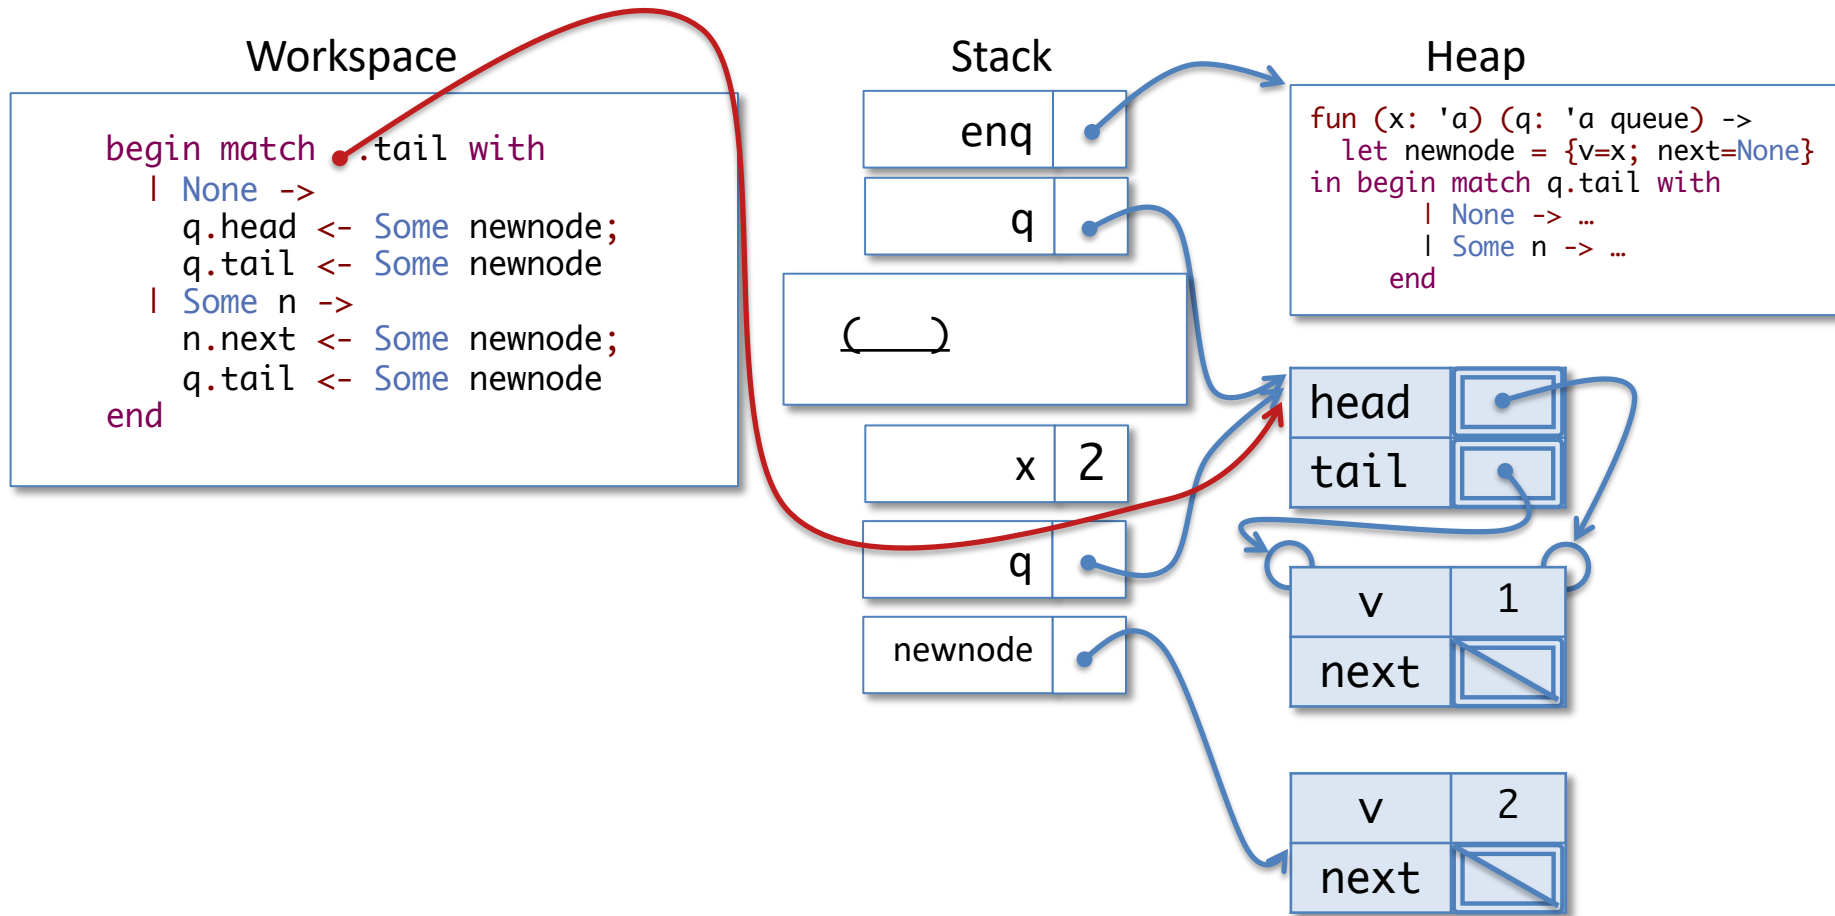 Workspace
begin match .tail with
| None ->
q.head <- Some newnode;
q.tail <- Some newnode
| Some n ->
n.next <- Some newnode;
q.tail <- Some newnode
end
Stack
enq
q
(____)
x 2
q
newnode
Heap
fun (x: 'a) (q: 'a queue) ->
let newnode = {v=x; next=None}
in begin match q.tail with
| None -> …
| Some n -> …
end
head
tail
v 1
next
v 2
next